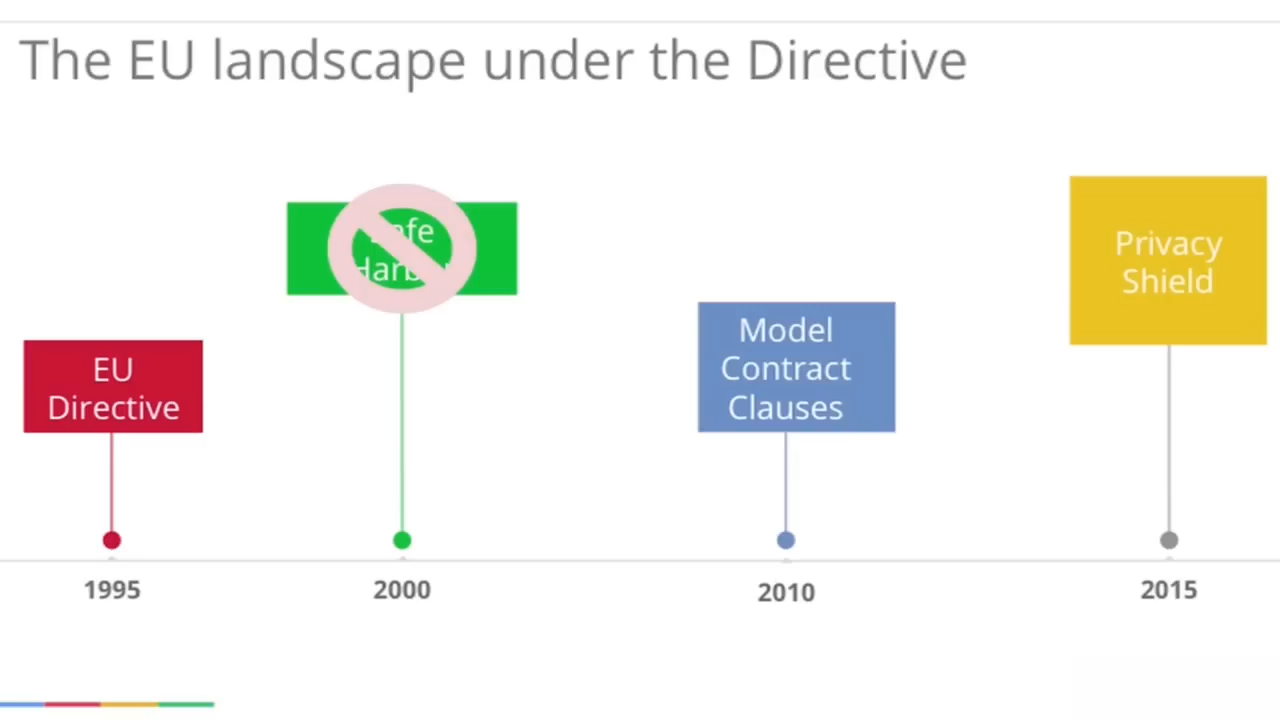 The EU landscape under the Directive
EU
Directive
Model
Contract
Clauses
Privacy
Shield
1995
2000
2010
2015